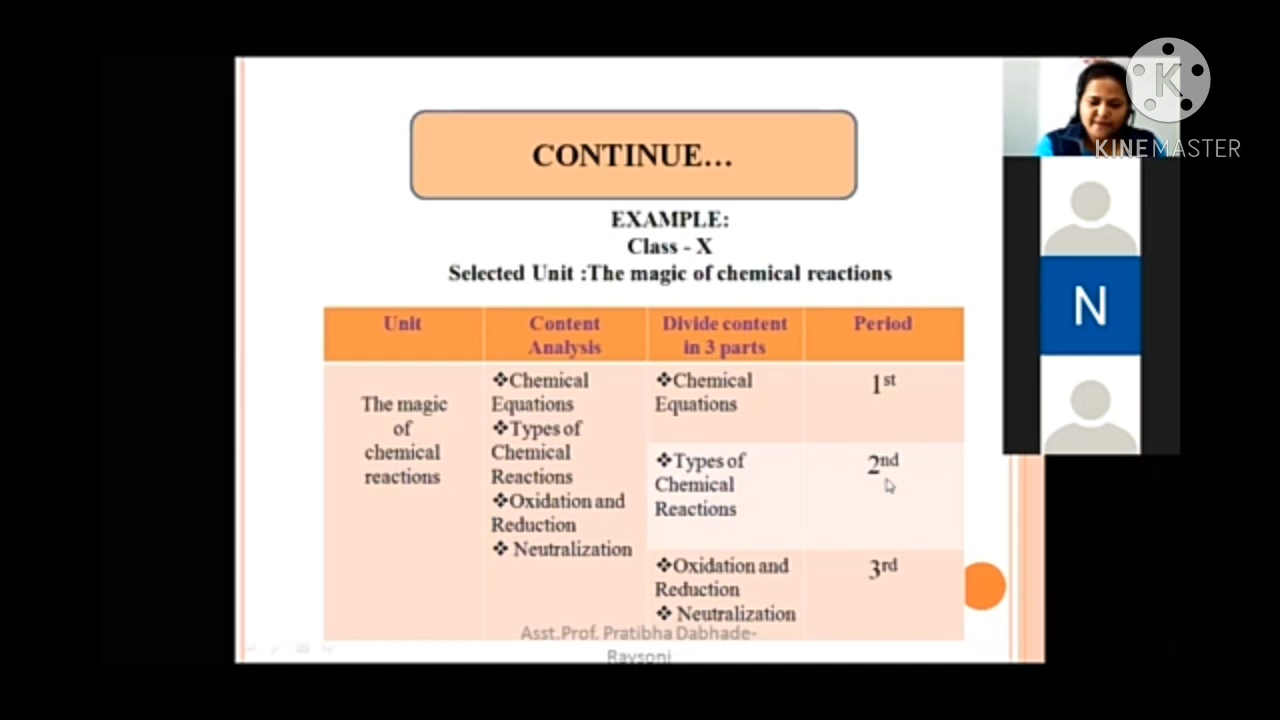 CONTINUE...
EXAMPLE:
Class - X
Selected Unit :The magic of chemical reactions
Unit
Content
Analysis
Divide content
in 3 parts
Period
The magic
of
chemical
reactions
❖Chemical
Equations
❖Types of
Chemical
Reactions
❖Oxidation and
Reduction
❖ Neutralization
❖Chemical
Equations
1st
❖Types of
Chemical
Reactions
2nd
❖Oxidation and
Reduction
❖ Neutralization
3rd
Asst.Prof. Pratibha Dabhade-
Raysoni
K
KINEMASTER
N